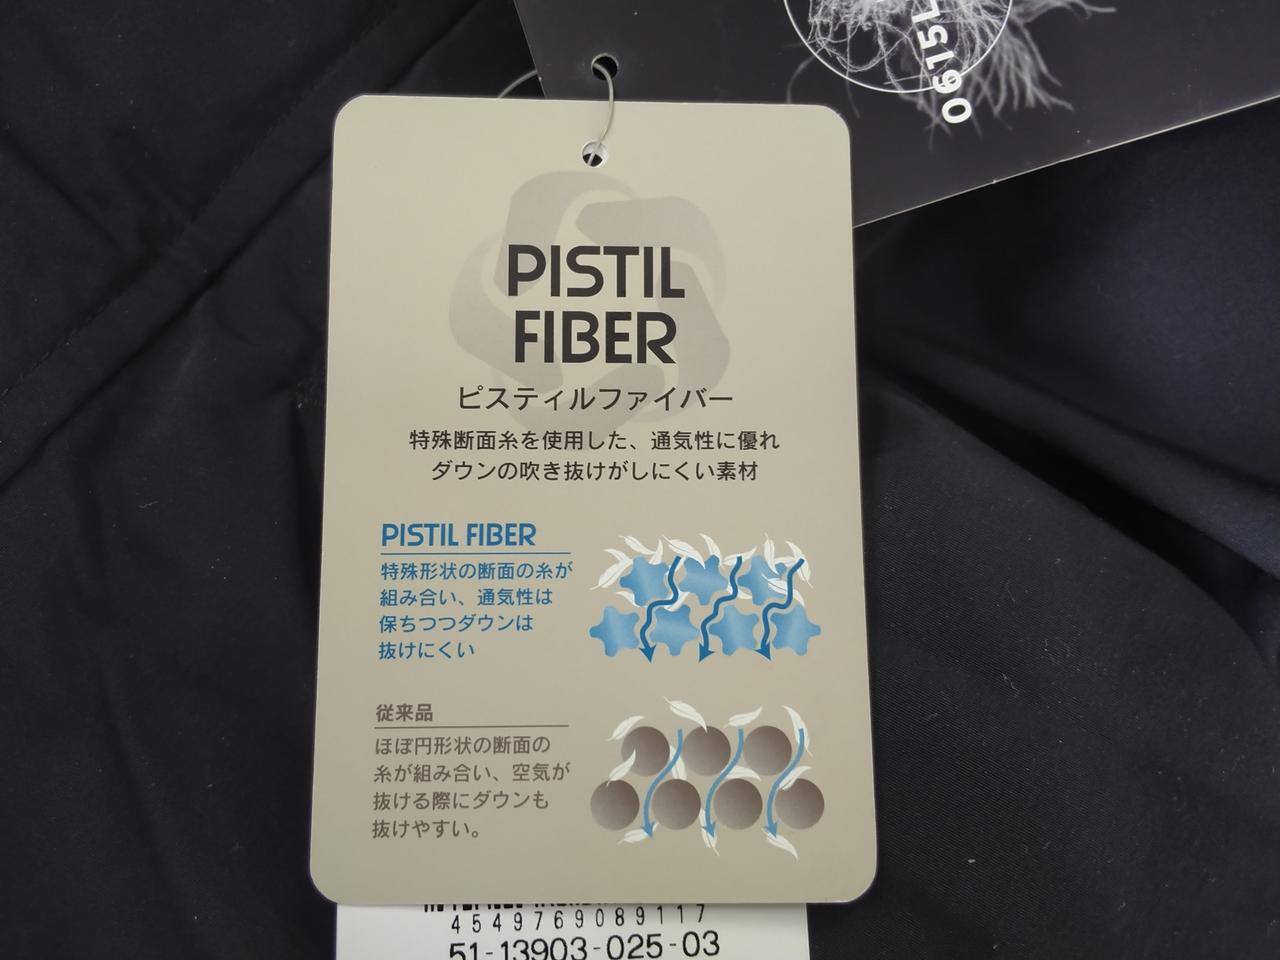 0615L
PISTIL
FIBER
ピスティルファイバー
特殊断面糸を使用した、通気性に優れ
ダウンの吹き抜けがしにくい素材
PISTIL FIBER
特殊形状の断面の糸が
組み合い、通気性は
保ちつつダウンは
抜けにくい
従来品
ほぼ円形状の断面の
糸が組み合い、空気が
抜ける際にダウンも
抜けやすい。
4549769089117
51-13903-025-03